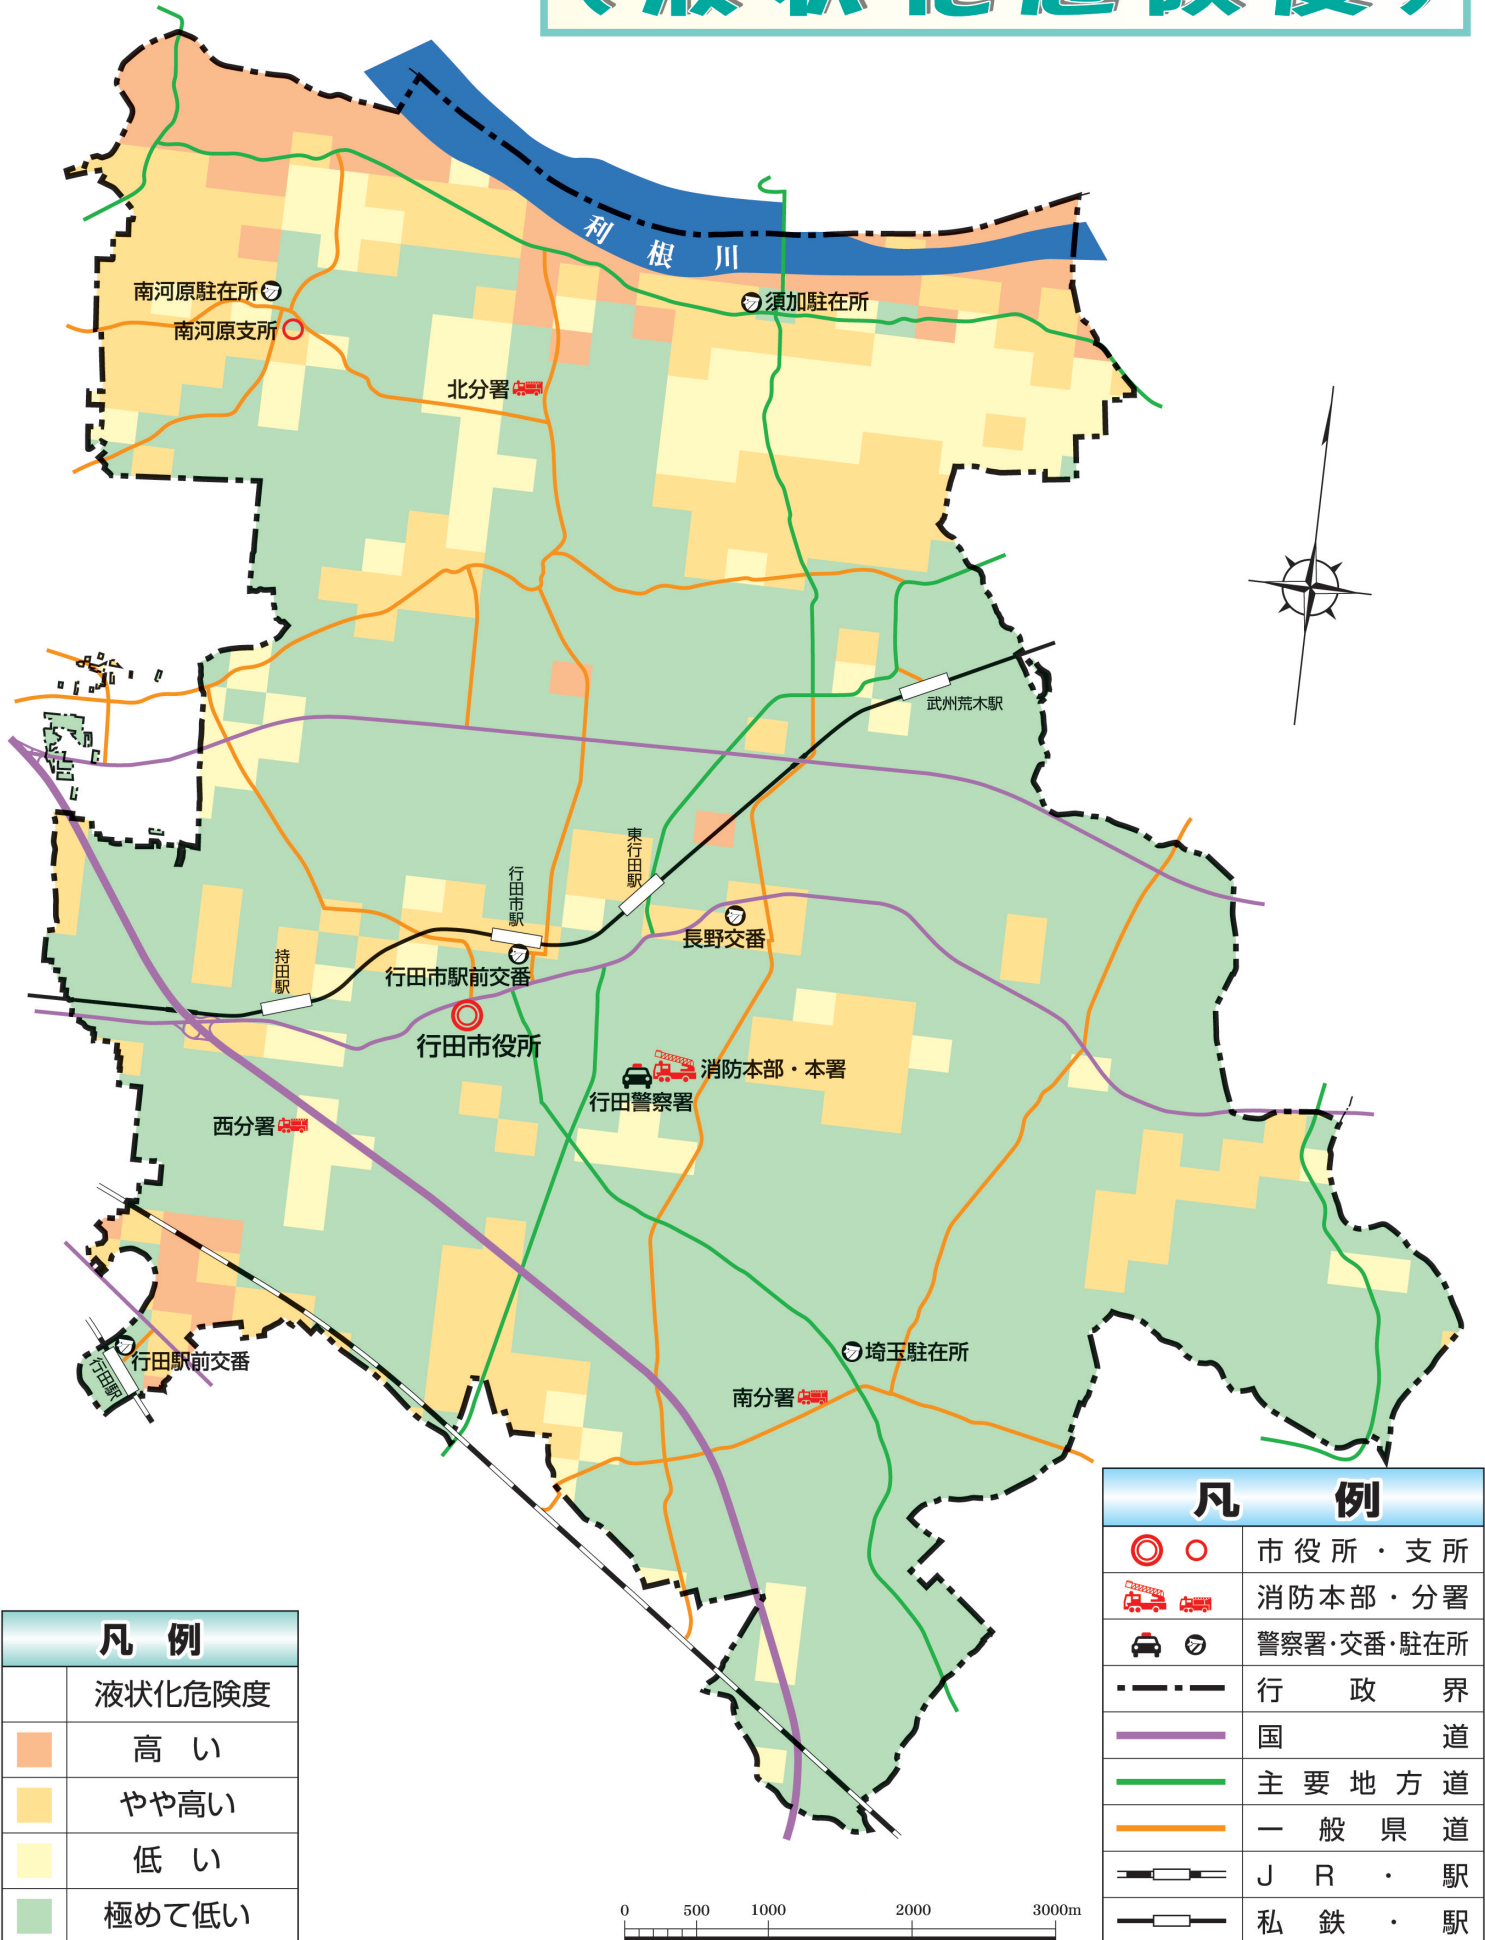 (液状化危険度)
利根川
南河原駐在所
南河原支所
須加駐在所
北分署
武州荒木駅
東行田駅
行田市駅
長野交番
持田駅
行田市駅前交番
行田市役所
消防本部・本署
行田警察署
西分署
埼玉駐在所
行田駅前交番
行田駅
南分署
凡例
市役所・支所
消防本部・分署
警察署・交番・駐在所
行政界
国道
主要地方道
一般県道
JR・駅
私鉄・駅
凡例
液状化危険度
高い
やや高い
低い
極めて低い
0 500 1000 2000 3000m